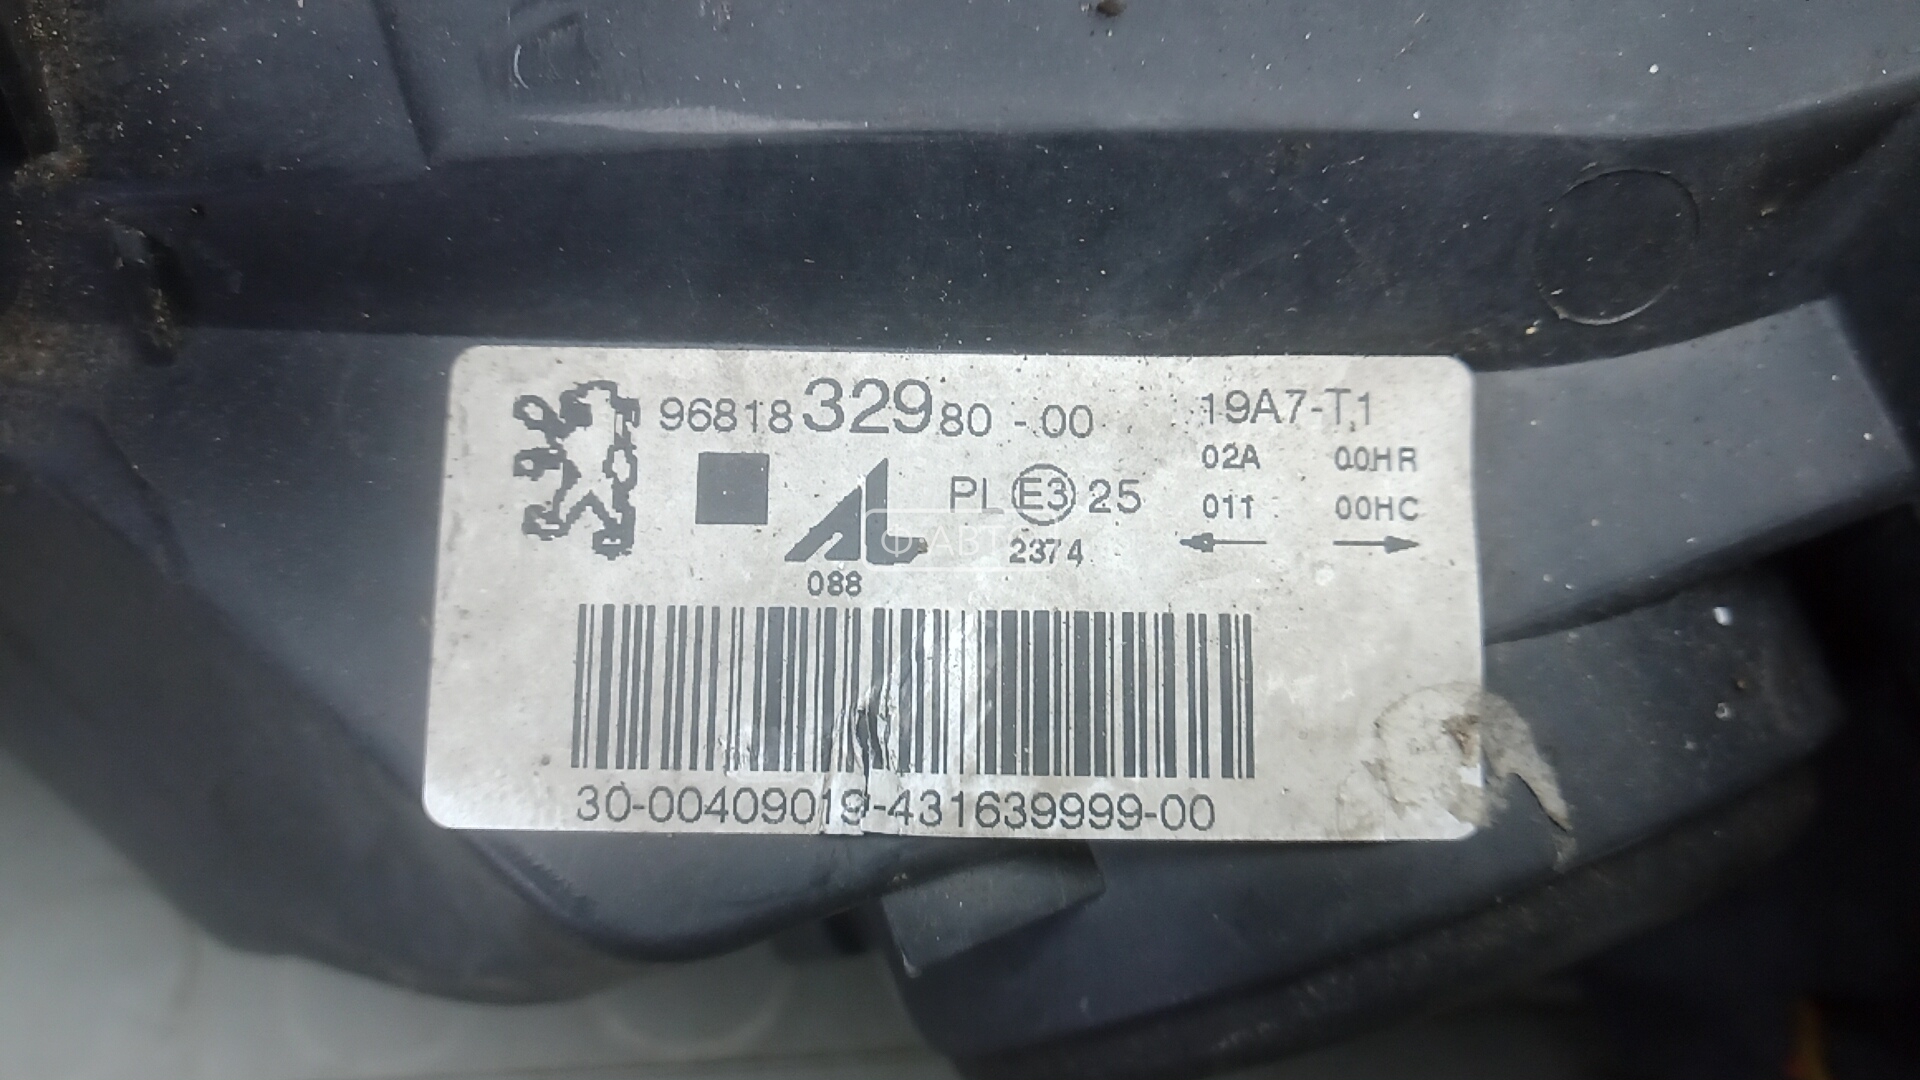 96818 329 80 - 00 19A7-T1
02A 00HR
011 00HC
PL E3 25
2374
AL
088
30-00409019-431639999-00